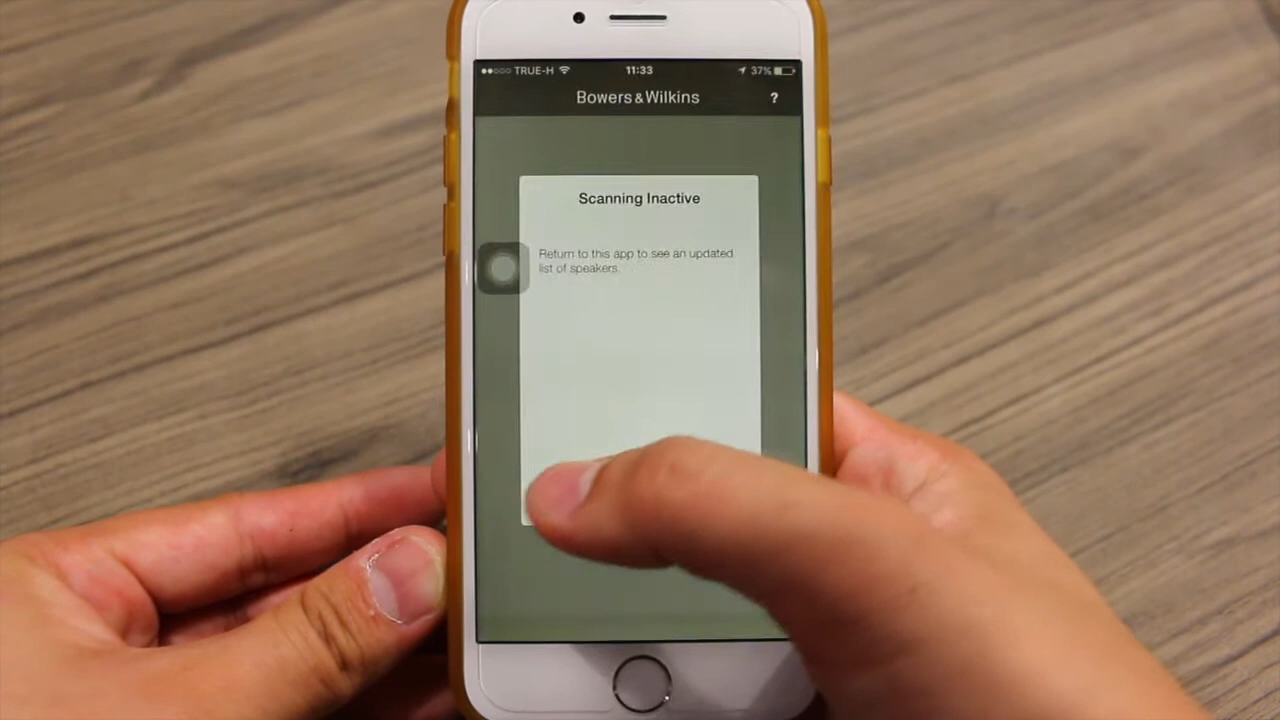 TRUE-H 11:33 37%
Bowers & Wilkins ?
Scanning Inactive
Return to this app to see an updated
list of speakers.